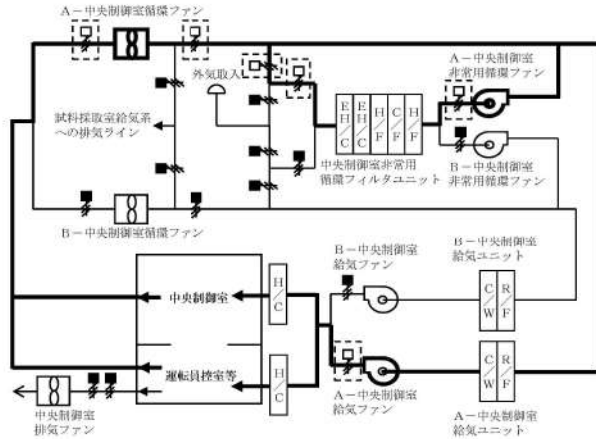 A－中央制御室循環ファン
外気取入
A－中央制御室
非常用循環ファン
試料採取室給気系
への排気ライン
EH/C
EH/C
H/F
C/F
H/F
中央制御室非常用
循環フィルタユニット
B－中央制御室
非常用循環ファン
B－中央制御室循環ファン
B－中央制御室
給気ファン
B－中央制御室
給気ユニット
中央制御室
H/C
C/W
R/F
運転員控室等
H/C
C/W
R/F
中央制御室
排気ファン
A－中央制御室
給気ファン
A－中央制御室
給気ユニット